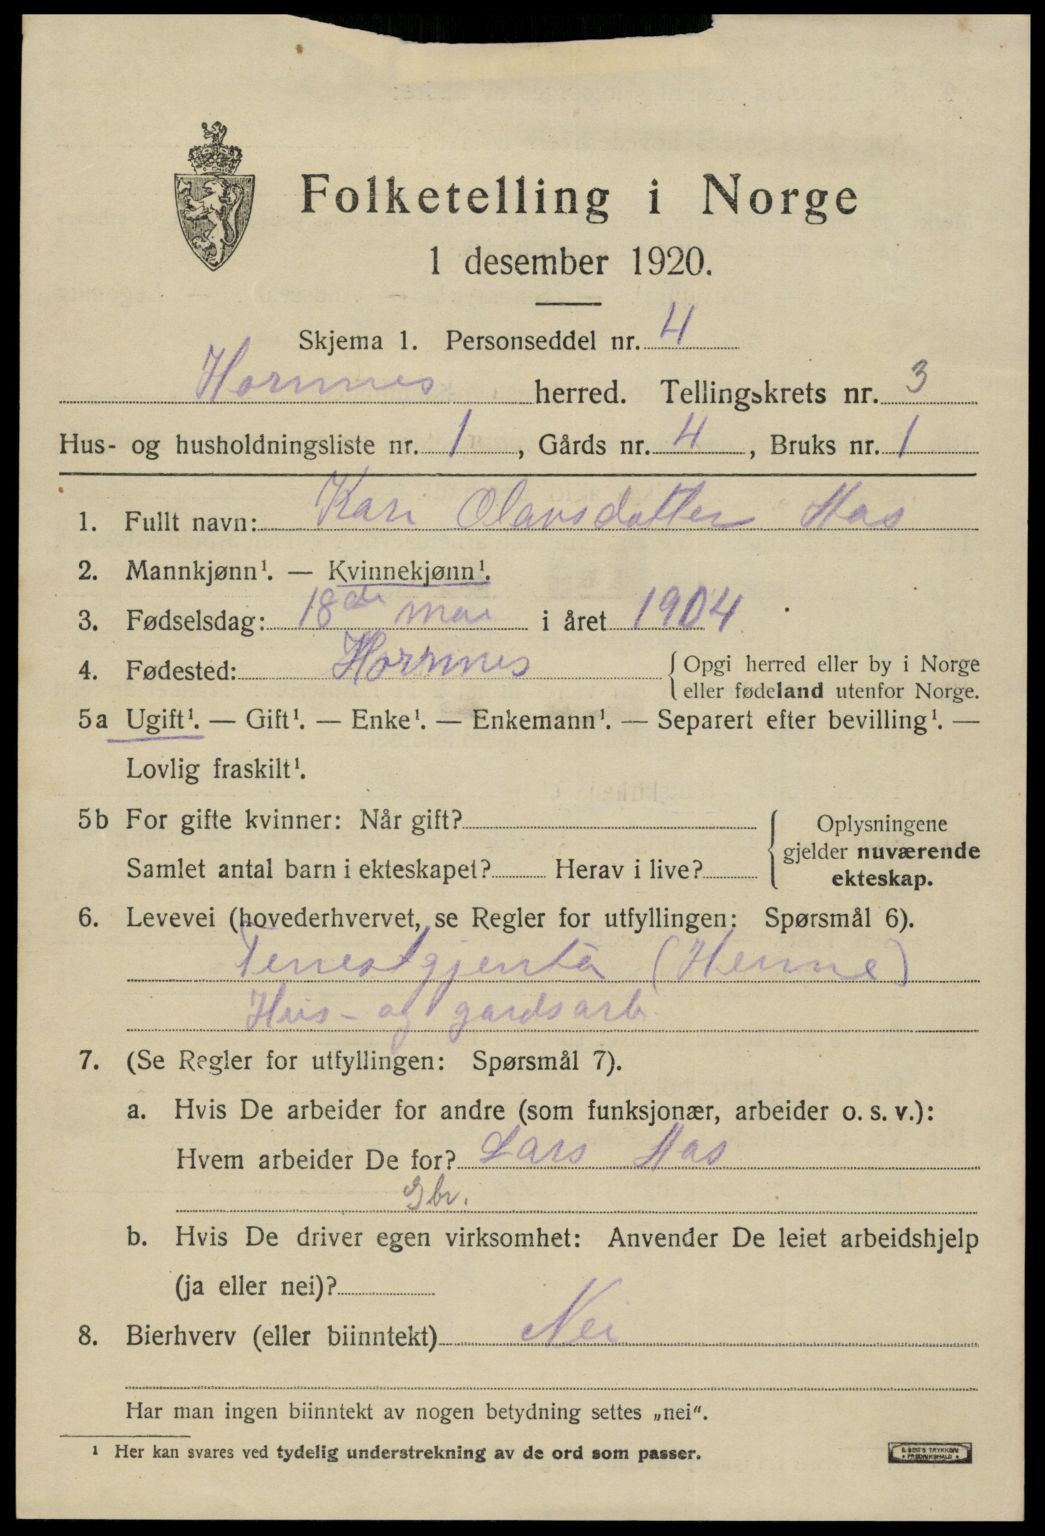 Folketelling i Norge
1 desember 1920.
Skjema 1. Personseddel nr. 4
Hornnes herred. Tellingskrets nr. 3
Hus- og husholdningsliste nr. 1, Gårds nr. 4, Bruks nr. 1
1. Fullt navn: Kari Olavsdotter Aas
2. Mannkjønn¹. — Kvinnekjønn¹.
3. Fødselsdag: 18de mai i året 1904
4. Fødested: Hornnes {Opgi herred eller by i Norge
eller fødeland utenfor Norge.
5a Ugift¹. — Gift¹. — Enke¹. — Enkemann¹. — Separert efter bevilling¹. —
Lovlig fraskilt¹.
5b For gifte kvinner: Når gift? Oplysningene
gjelder nuværende
Samlet antal barn i ekteskapet? Herav i live?
ekteskap.
6. Levevei (hovederhvervet, se Regler for utfyllingen: Spørsmål 6).
Tenestgjenta (Heime)
Hus- og gardsarb.
7. (Se Regler for utfyllingen: Spørsmål 7).
a. Hvis De arbeider for andre (som funksjonær, arbeider o. s. v.):
Hvem arbeider De for? Lars Aas
Gbr.
b. Hvis De driver egen virksomhet: Anvender De leiet arbeidshjelp
(ja eller nei)?
8. Bierhverv (eller biinntekt) Nei
Har man ingen biinntekt av nogen betydning settes „nei".
¹ Her kan svares ved tydelig understrekning av de ord som passer.